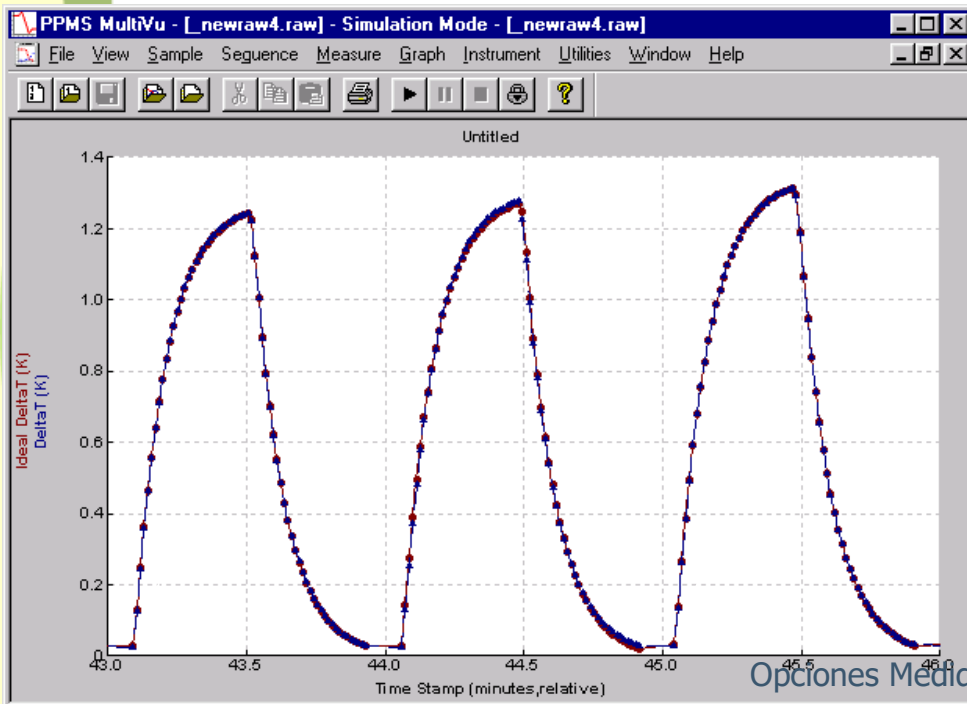 PPMS MultiVu - [_newraw4.raw] - Simulation Mode - [_newraw4.raw]
File View Sample Sequence Measure Graph Instrument Utilities Window Help
Untitled
1.4
1.2
1.0
0.8
0.6
0.4
0.2
0
Ideal DeltaT (K)
DeltaT (K)
43.0 43.5 44.0 44.5 45.0 45.5 46.0
Time Stamp (minutes,relative)
Opciones